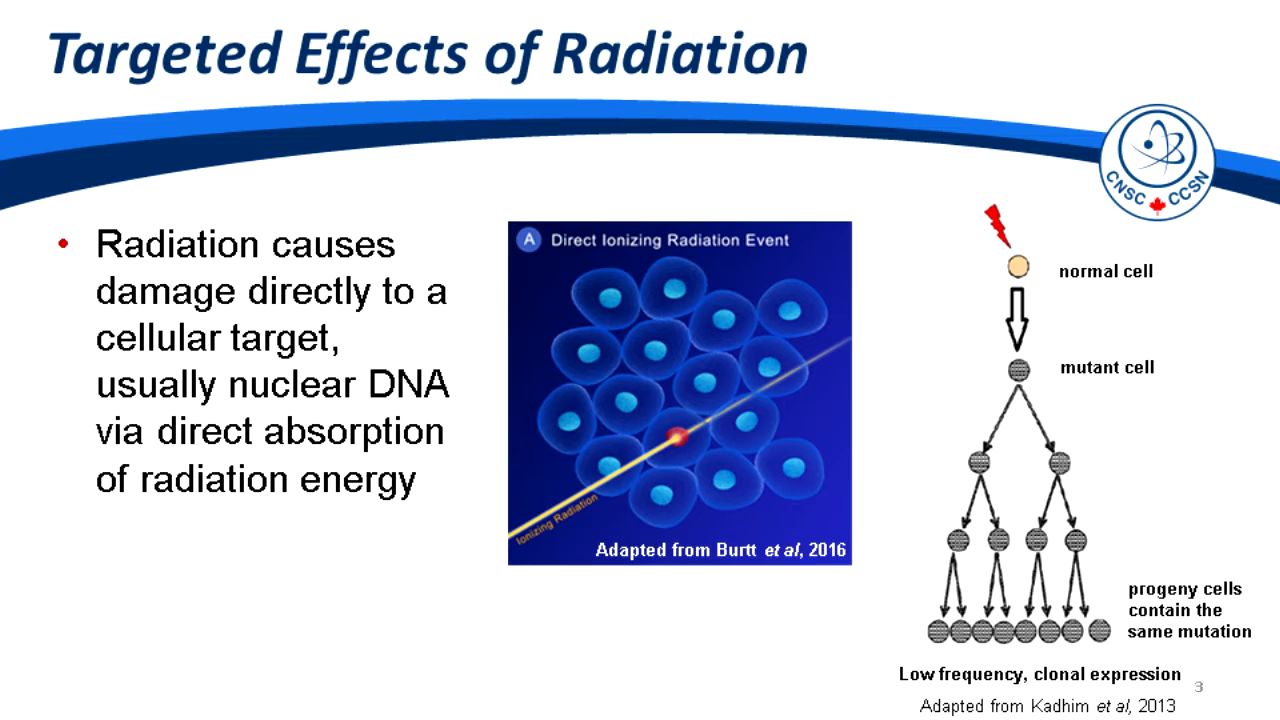 Targeted Effects of Radiation
CNSC CCSN
• Radiation causes
damage directly to a
cellular target,
usually nuclear DNA
via direct absorption
of radiation energy
A Direct Ionizing Radiation Event
Ionizing Radiation
Adapted from Burtt et al, 2016
normal cell
mutant cell
progeny cells
contain the
same mutation
Low frequency, clonal expression
Adapted from Kadhim et al, 2013
3